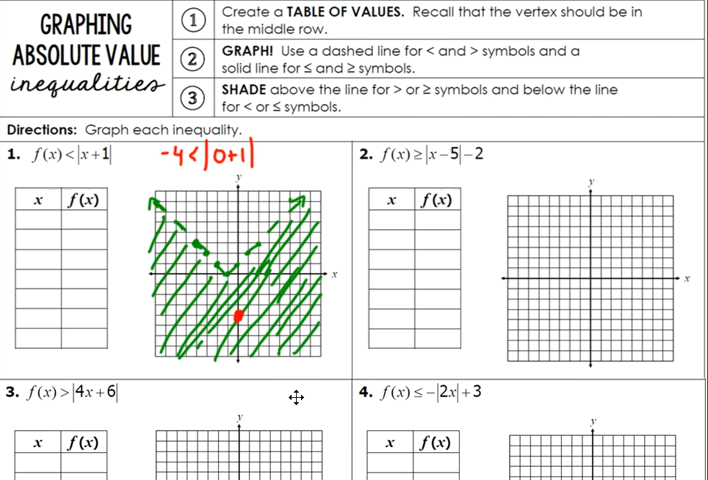 GRAPHING
ABSOLUTE VALUE
inequalities
1 Create a TABLE OF VALUES. Recall that the vertex should be in
the middle row.
2 GRAPH! Use a dashed line for < and > symbols and a
solid line for ≤ and ≥ symbols.
3 SHADE above the line for > or ≥ symbols and below the line
for < or ≤ symbols.
Directions: Graph each inequality.
1. f(x) < |x+1|
-4 < |0+1|
x f(x)
y
x
2. f(x) ≥ |x−5|−2
x f(x)
y
x
3. f(x) > |4x+6|
x f(x)
y
4. f(x) ≤ −|2x|+3
x f(x)
y